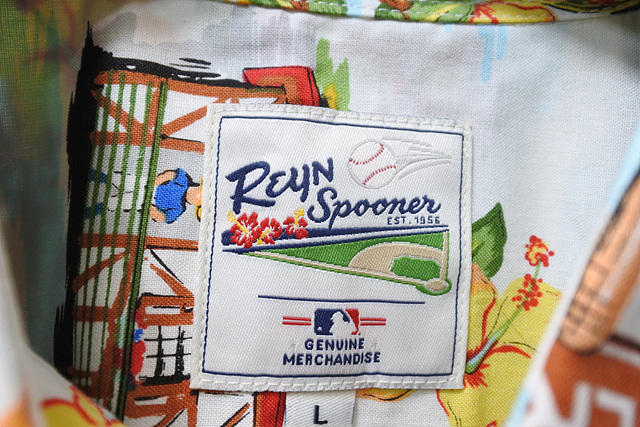 REYN
Spooner
EST. 1956
GENUINE
MERCHANDISE
L